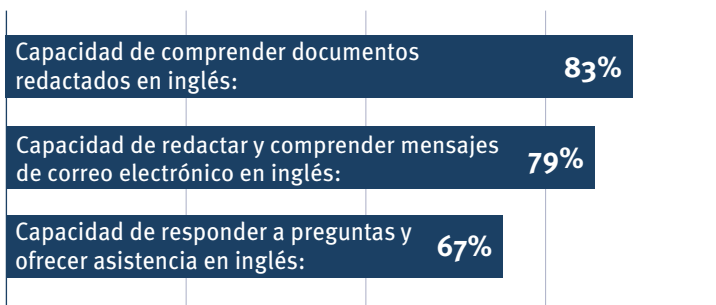 Capacidad de comprender documentos
redactados en inglés:
83%
Capacidad de redactar y comprender mensajes
de correo electrónico en inglés:
79%
Capacidad de responder a preguntas y
ofrecer asistencia en inglés:
67%